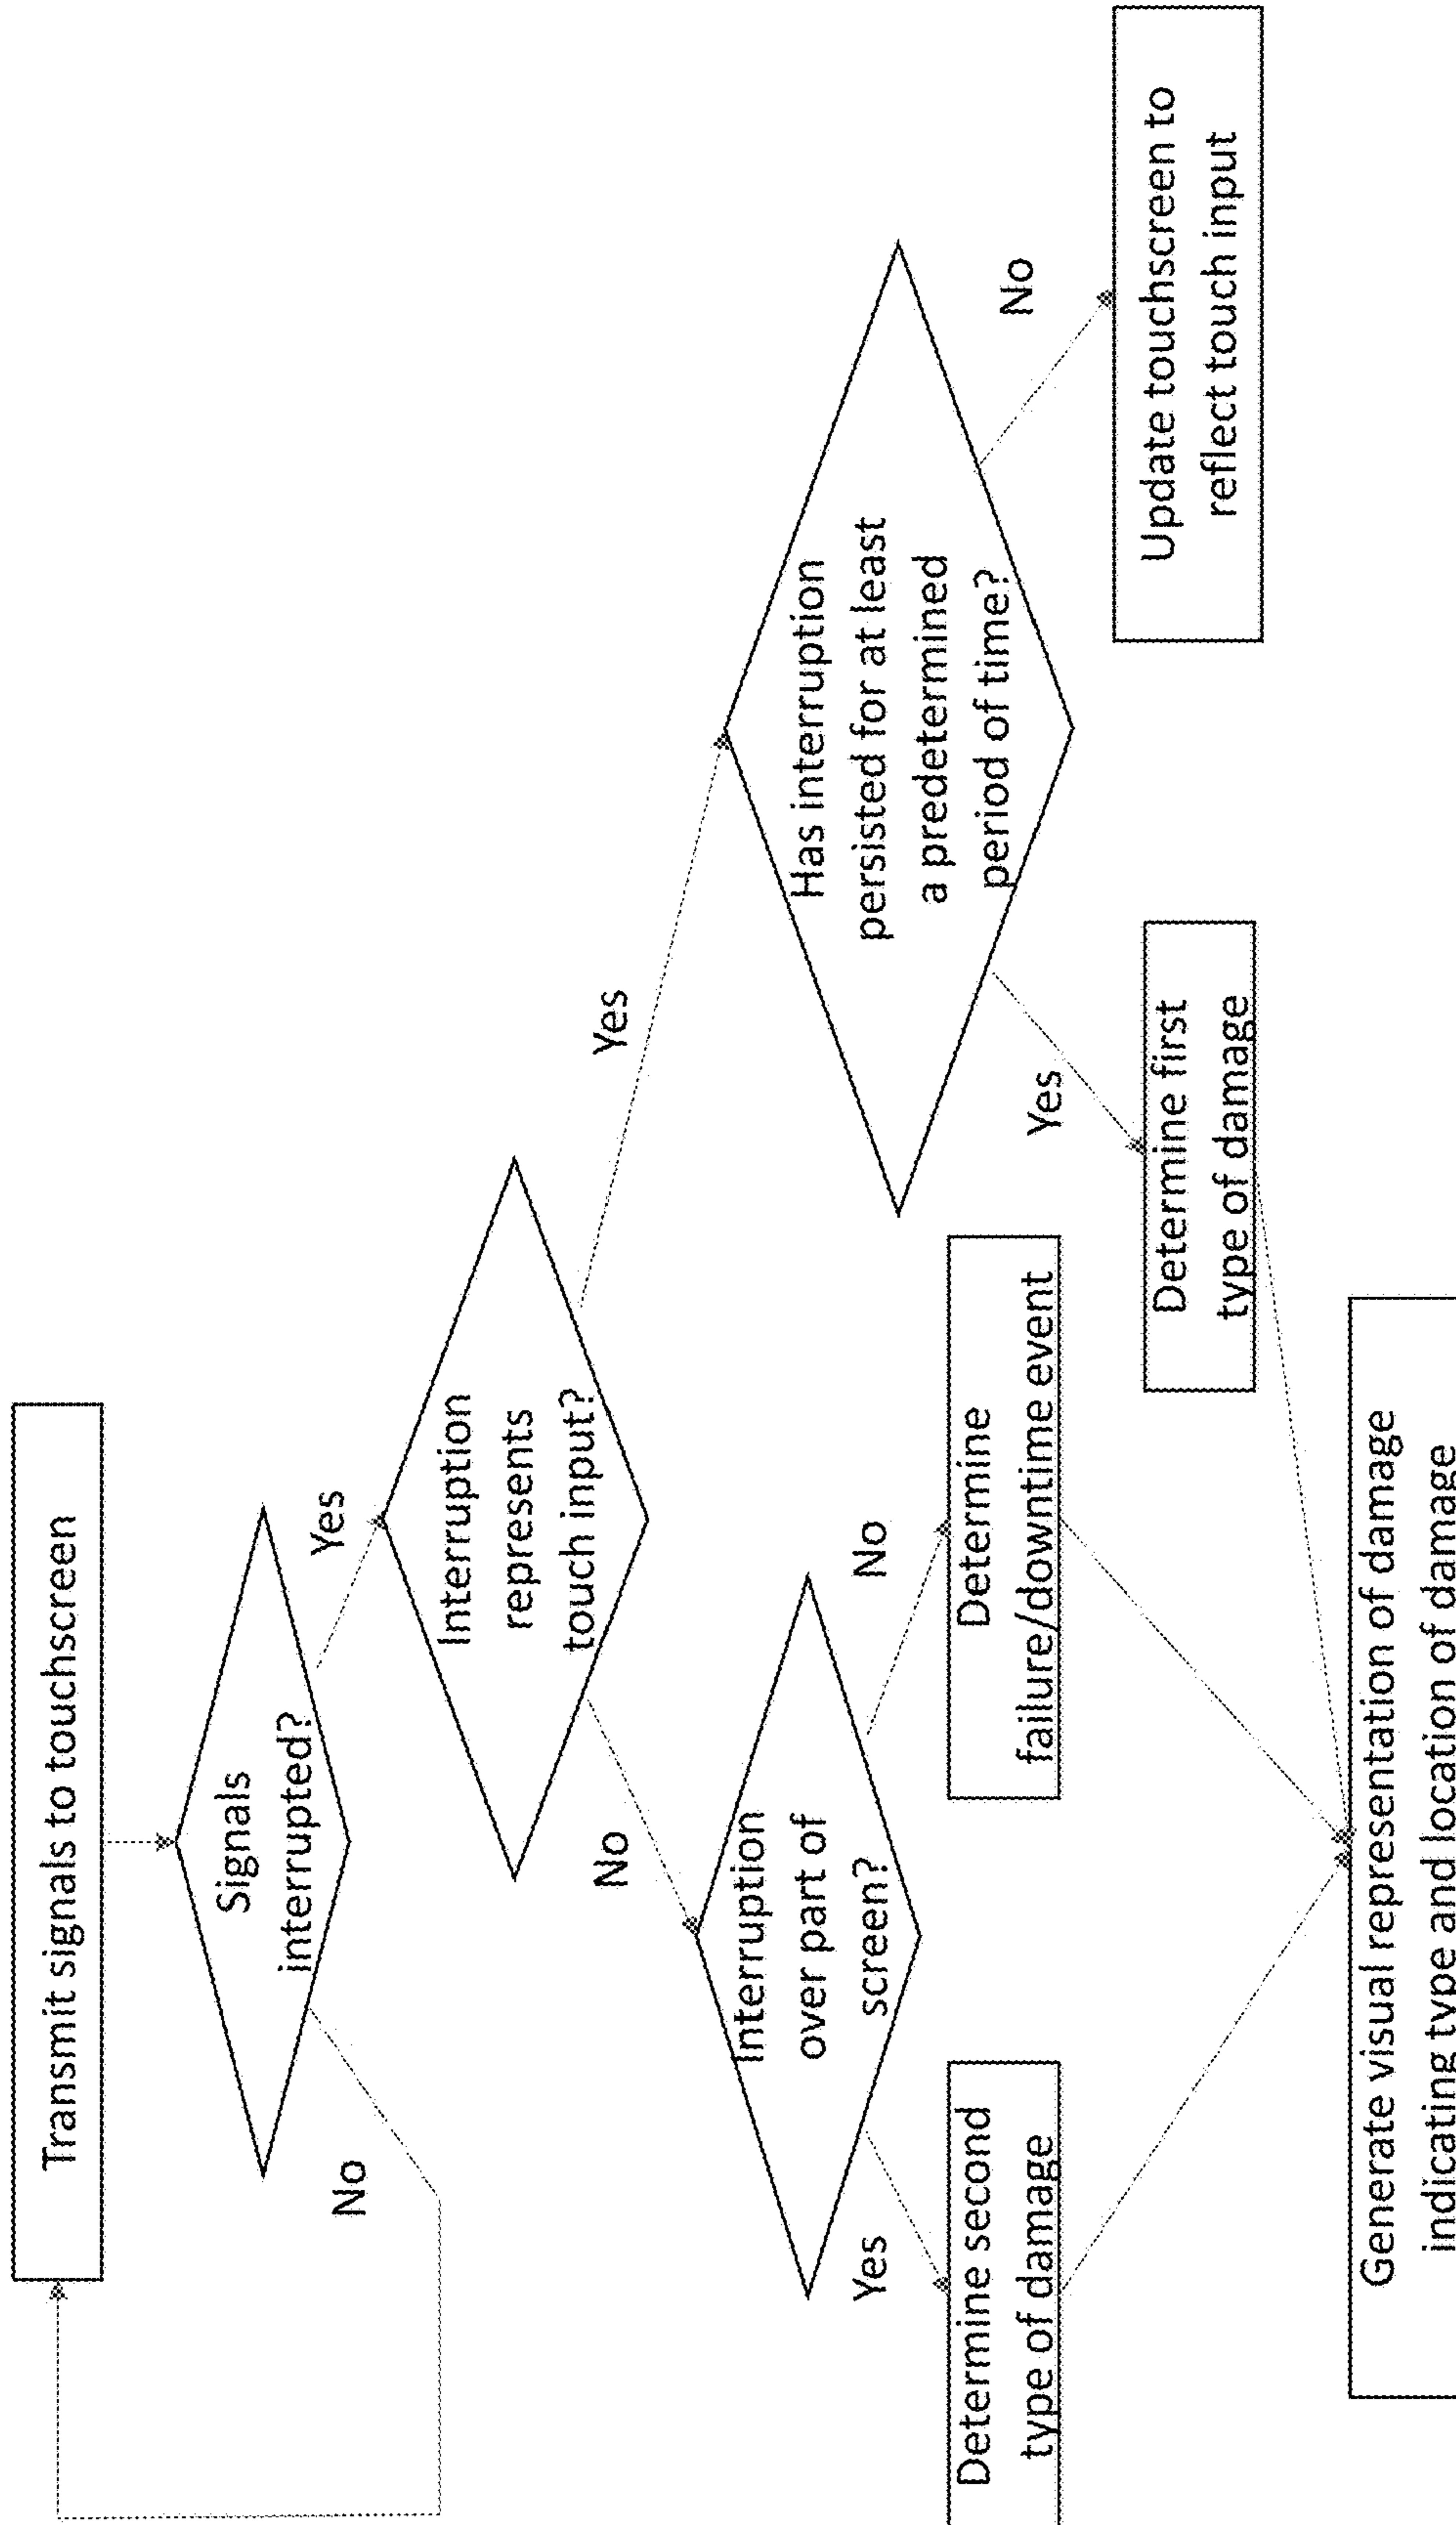 Transmit signals to touchscreen
Signals
interrupted?
No
Yes
Interruption
represents
touch input?
No
Yes
Interruption
over part of
screen?
Yes
No
Has interruption
persisted for at least
a predetermined
period of time?
Yes
No
Determine second
type of damage
Determine
failure/downtime event
Determine first
type of damage
Update touchscreen to
reflect touch input
Generate visual representation of damage
indicating type and location of damage